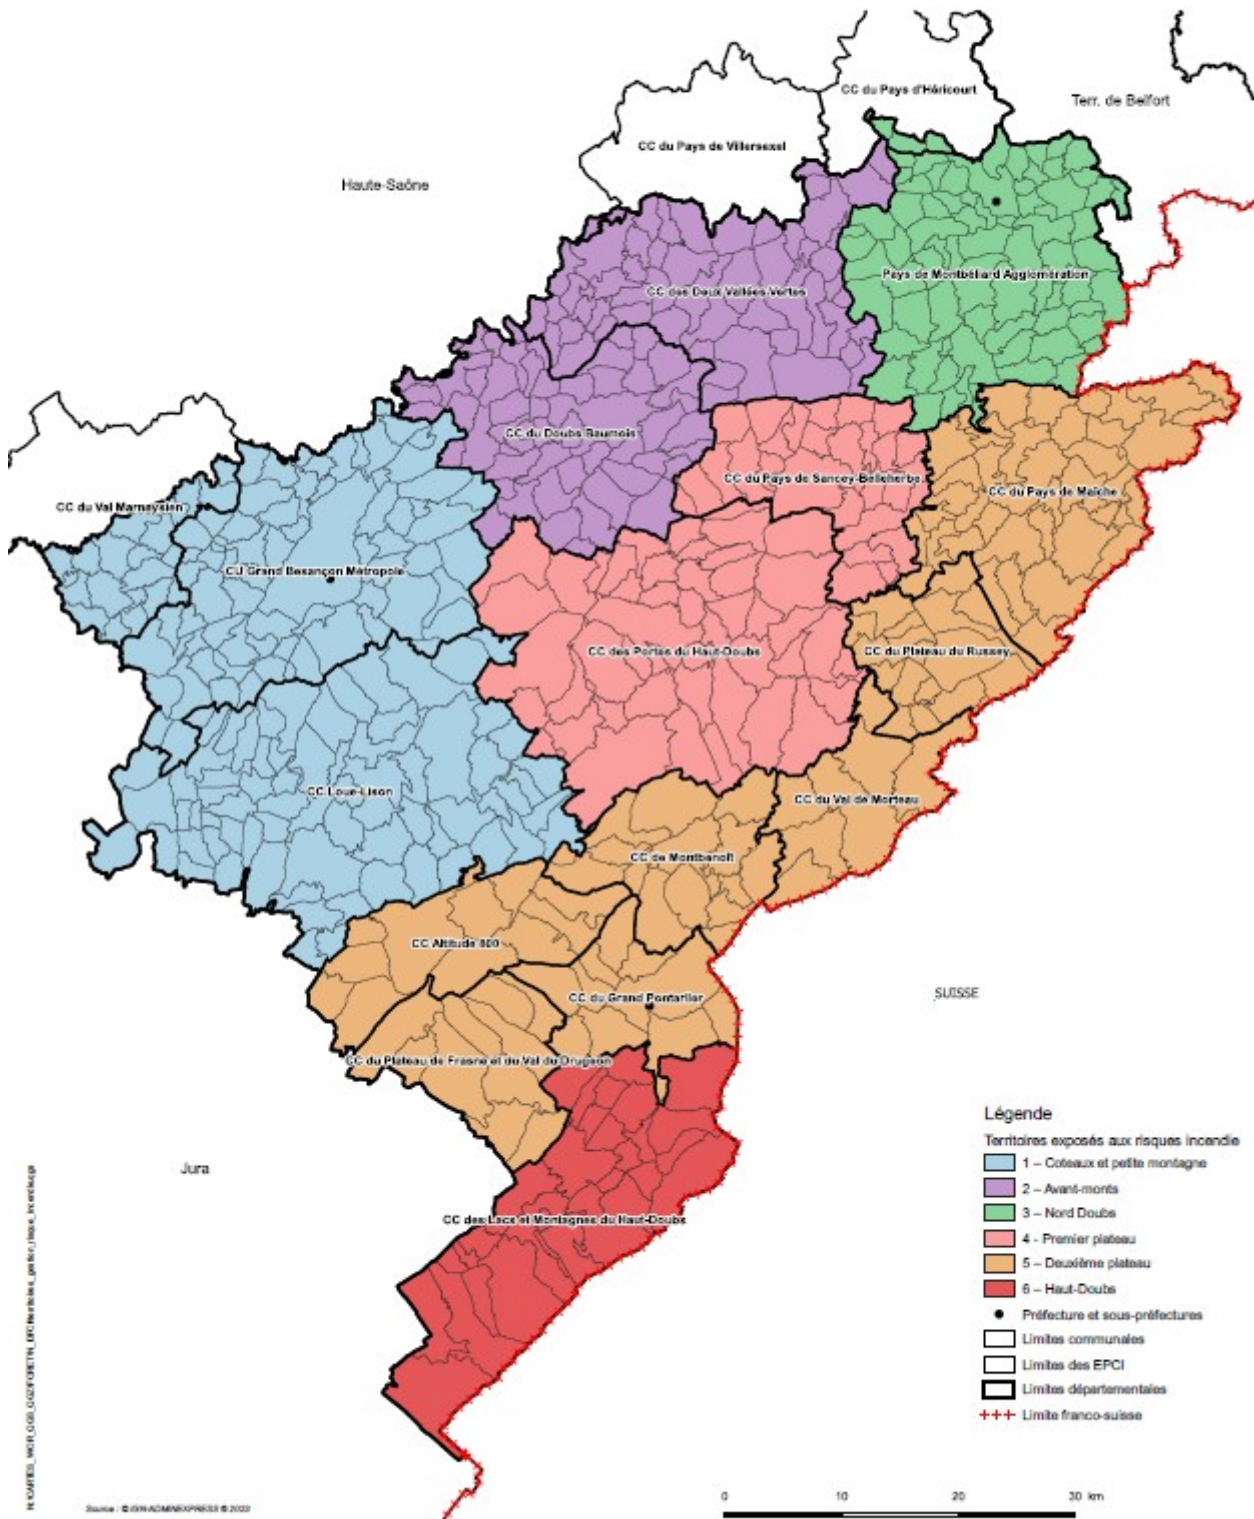 CC du Pays d'Héricourt
Terr. de Belfort
CC du Pays de Villersexel
Haute-Saône
Pays de Montbéliard Agglomération
CC des Deux Vallées Vertes
CC du Doubs Baumois
CC du Pays de Sancey-Belleherbe
CC du Pays de Maîche
CC du Val Marnaysien
CU Grand Besançon Métropole
CC des Portes du Haut-Doubs
CC du Plateau du Russey
CC Loue-Lison
CC du Val de Morteau
CC de Montbenoît
CC Altitude 800
SUISSE
CC du Grand Pontarlier
CC du Plateau de Frasne et du Val du Drugeon
Jura
CC des Lacs et Montagnes du Haut-Doubs
Légende
Territoires exposés aux risques incendie
1 – Coteaux et petite montagne
2 – Avant-monts
3 – Nord Doubs
4 - Premier plateau
5 – Deuxième plateau
6 – Haut-Doubs
Préfecture et sous-préfectures
Limites communales
Limites des EPCI
Limites départementales
Limite franco-suisse
Source : © IGN-ADMINEXPRESS ® 2022
0 10 20 30 km